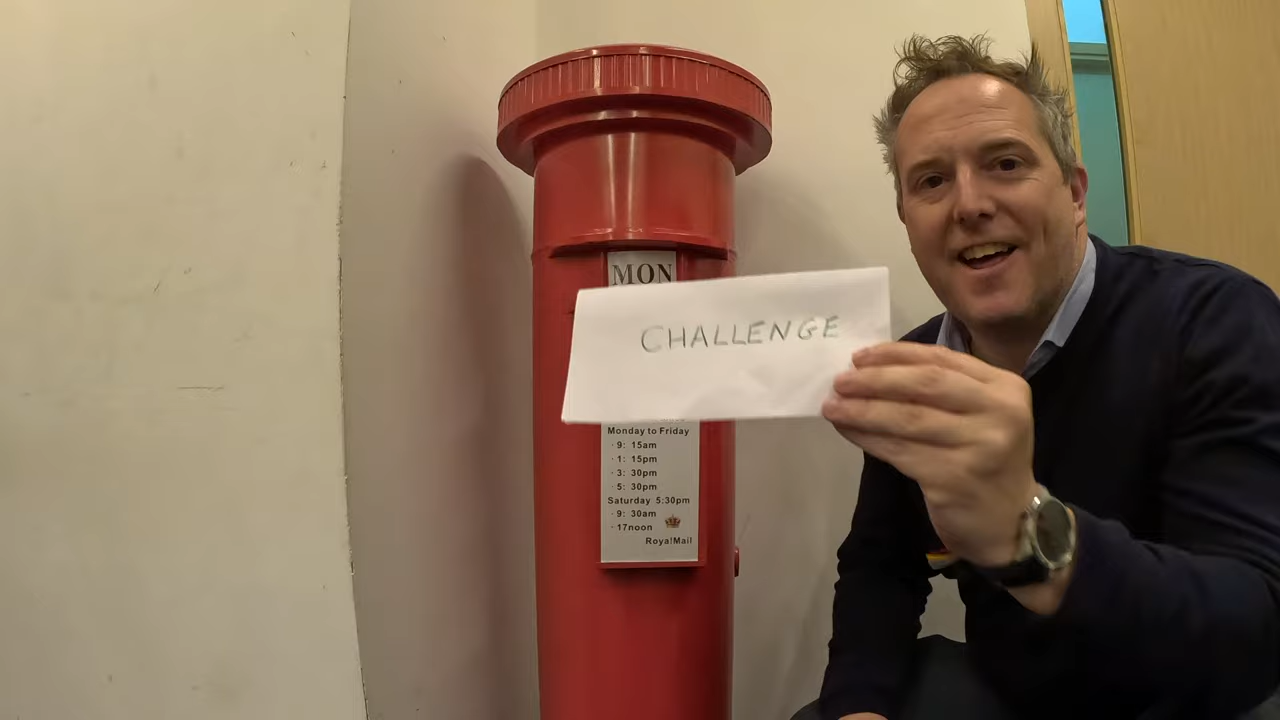 MON
CHALLENGE
Monday to Friday
· 9: 15am
· 1: 15pm
· 3: 30pm
· 5: 30pm
Saturday 5:30pm
· 9: 30am
· 17noon
Roya!Mail